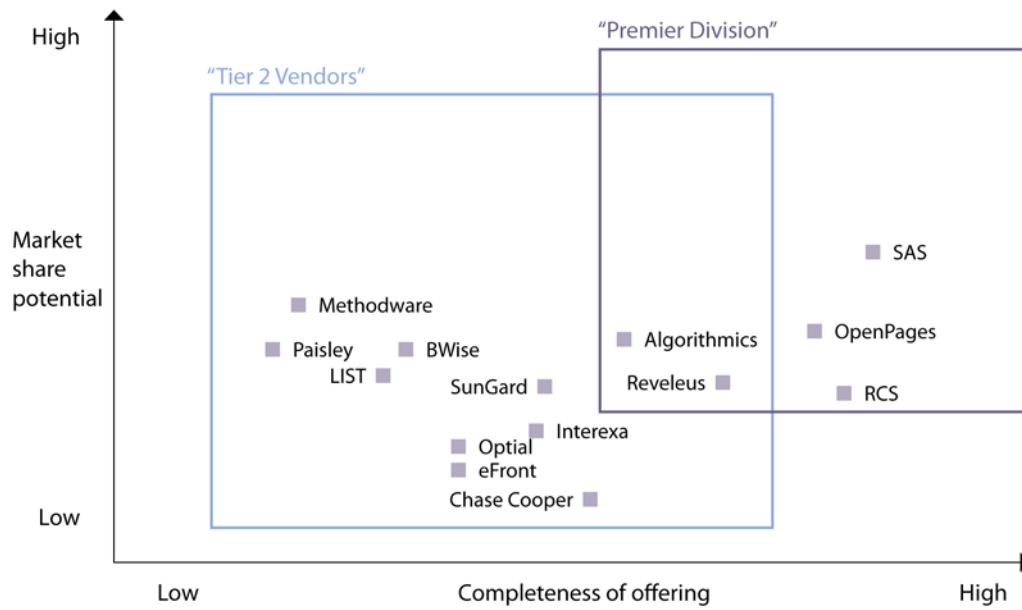 High
“Premier Division”
“Tier 2 Vendors”
Market
share
potential
SAS
Methodware
OpenPages
Algorithmics
Paisley
BWise
LIST
Reveleus
SunGard
RCS
Interexa
Optial
eFront
Chase Cooper
Low
Low
Completeness of offering
High